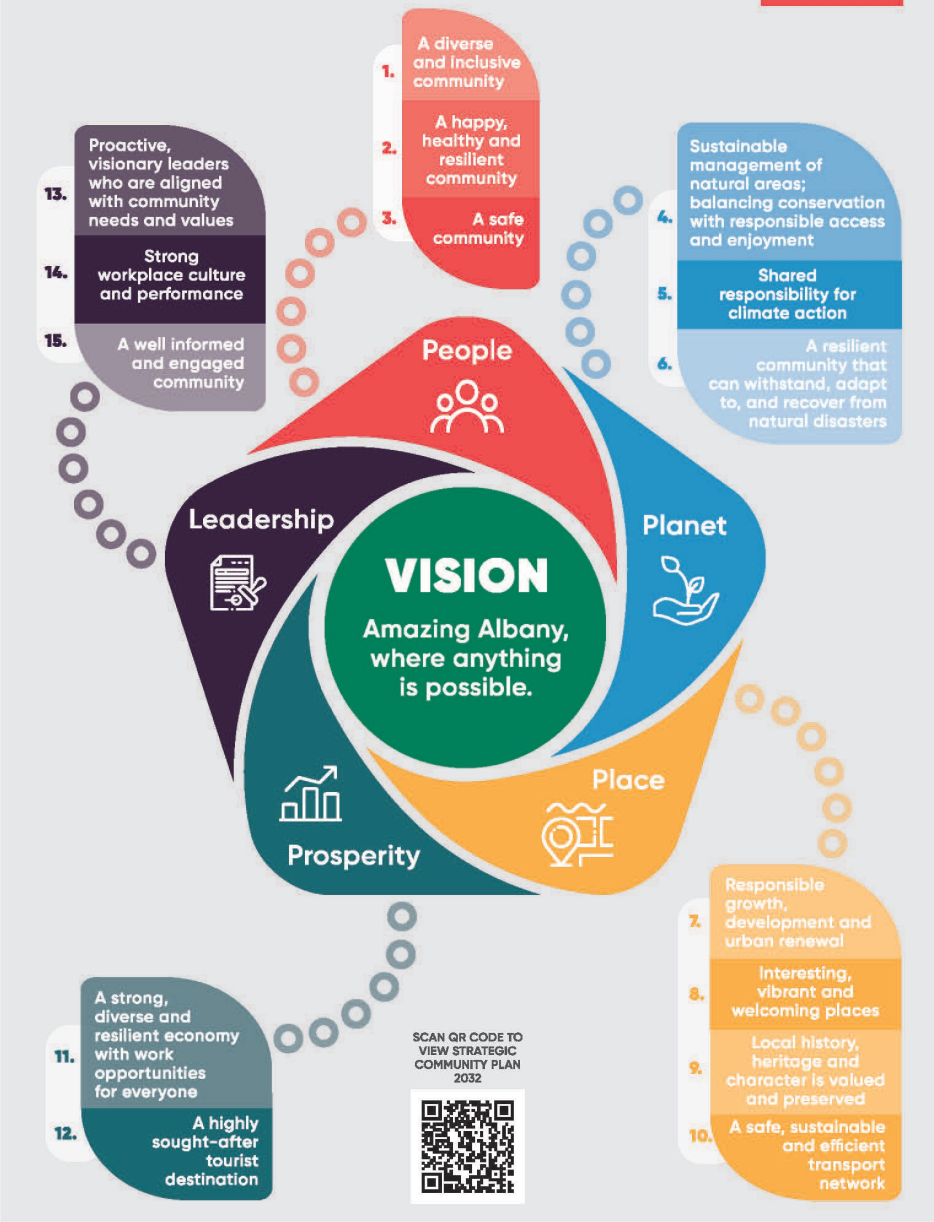 1.
A diverse
and inclusive
community
2.
A happy,
healthy and
resilient
community
3.
A safe
community
13.
Proactive,
visionary leaders
who are aligned
with community
needs and values
14.
Strong
workplace culture
and performance
15.
A well informed
and engaged
community
4.
Sustainable
management of
natural areas;
balancing conservation
with responsible access
and enjoyment
5.
Shared
responsibility for
climate action
6.
A resilient
community that
can withstand, adapt
to, and recover from
natural disasters
People
Leadership
Planet
VISION
Amazing Albany,
where anything
is possible.
Place
Prosperity
7.
Responsible
growth,
development and
urban renewal
8.
Interesting,
vibrant and
welcoming places
9.
Local history,
heritage and
character is valued
and preserved
10.
A safe, sustainable
and efficient
transport
network
11.
A strong,
diverse and
resilient economy
with work
opportunities
for everyone
12.
A highly
sought-after
tourist
destination
SCAN QR CODE TO
VIEW STRATEGIC
COMMUNITY PLAN
2032